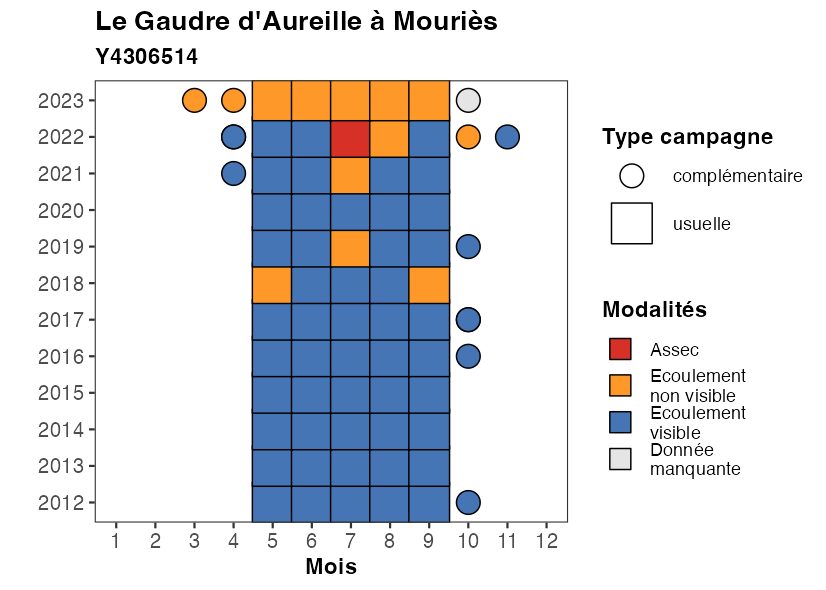 Le Gaudre d'Aureille à Mouriès
Y4306514
2023
2022
2021
2020
2019
2018
2017
2016
2015
2014
2013
2012
1 2 3 4 5 6 7 8 9 10 11 12
Mois
Type campagne
complémentaire
usuelle
Modalités
Assec
Ecoulement
non visible
Ecoulement
visible
Donnée
manquante